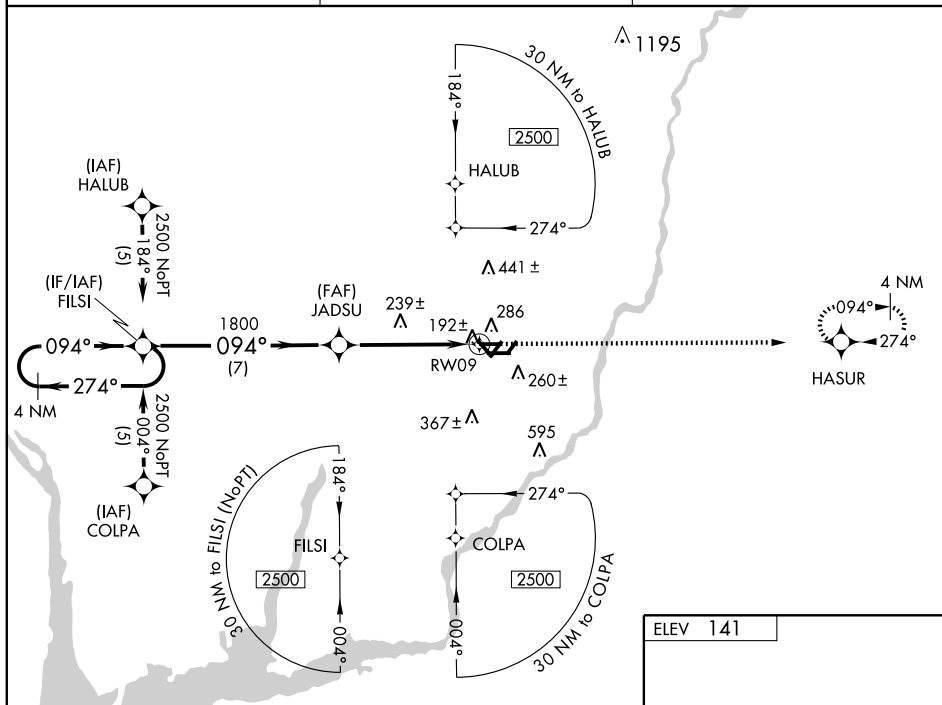 1195
30 NM to HALUB
184°
2500
HALUB
274°
(IAF)
HALUB
2500 NoPT
184°
(5)
(IF/IAF)
FILSI
441 ±
(FAF)
JADSU
239±
192±
286
4 NM
094°
274°
HASUR
1800
094°
(7)
094°
274°
4 NM
RW09
260±
2500 NoPT
004°
(5)
367±
595
(IAF)
COLPA
30 NM to FILSI (NoPT)
184°
FILSI
2500
004°
274°
COLPA
2500
004°
30 NM to COLPA
ELEV 141